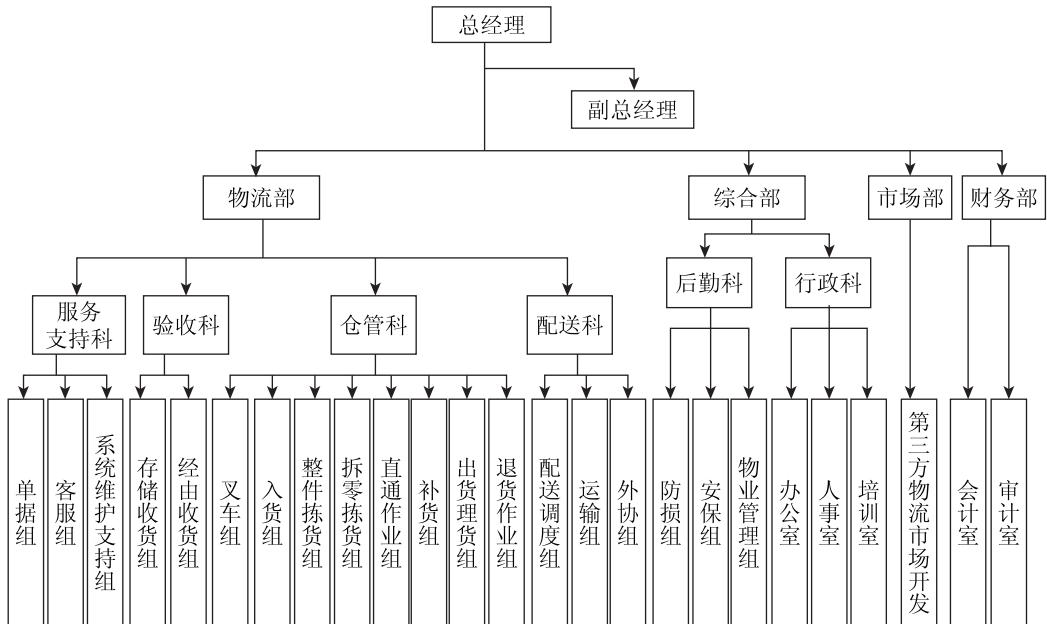 总经理
副总经理
物流部
综合部
市场部
财务部
后勤科
行政科
服务
支持科
验收科
仓管科
配送科
单据组
客服组
系统维护支持组
存储收货组
经由收货组
叉车组
入货组
整件拣货组
拆零拣货组
直通作业组
补货组
出货理货组
退货作业组
配送调度组
运输组
外协组
防损组
安保组
物业管理组
办公室
人事室
培训室
第三方物流市场开发
会计室
审计室